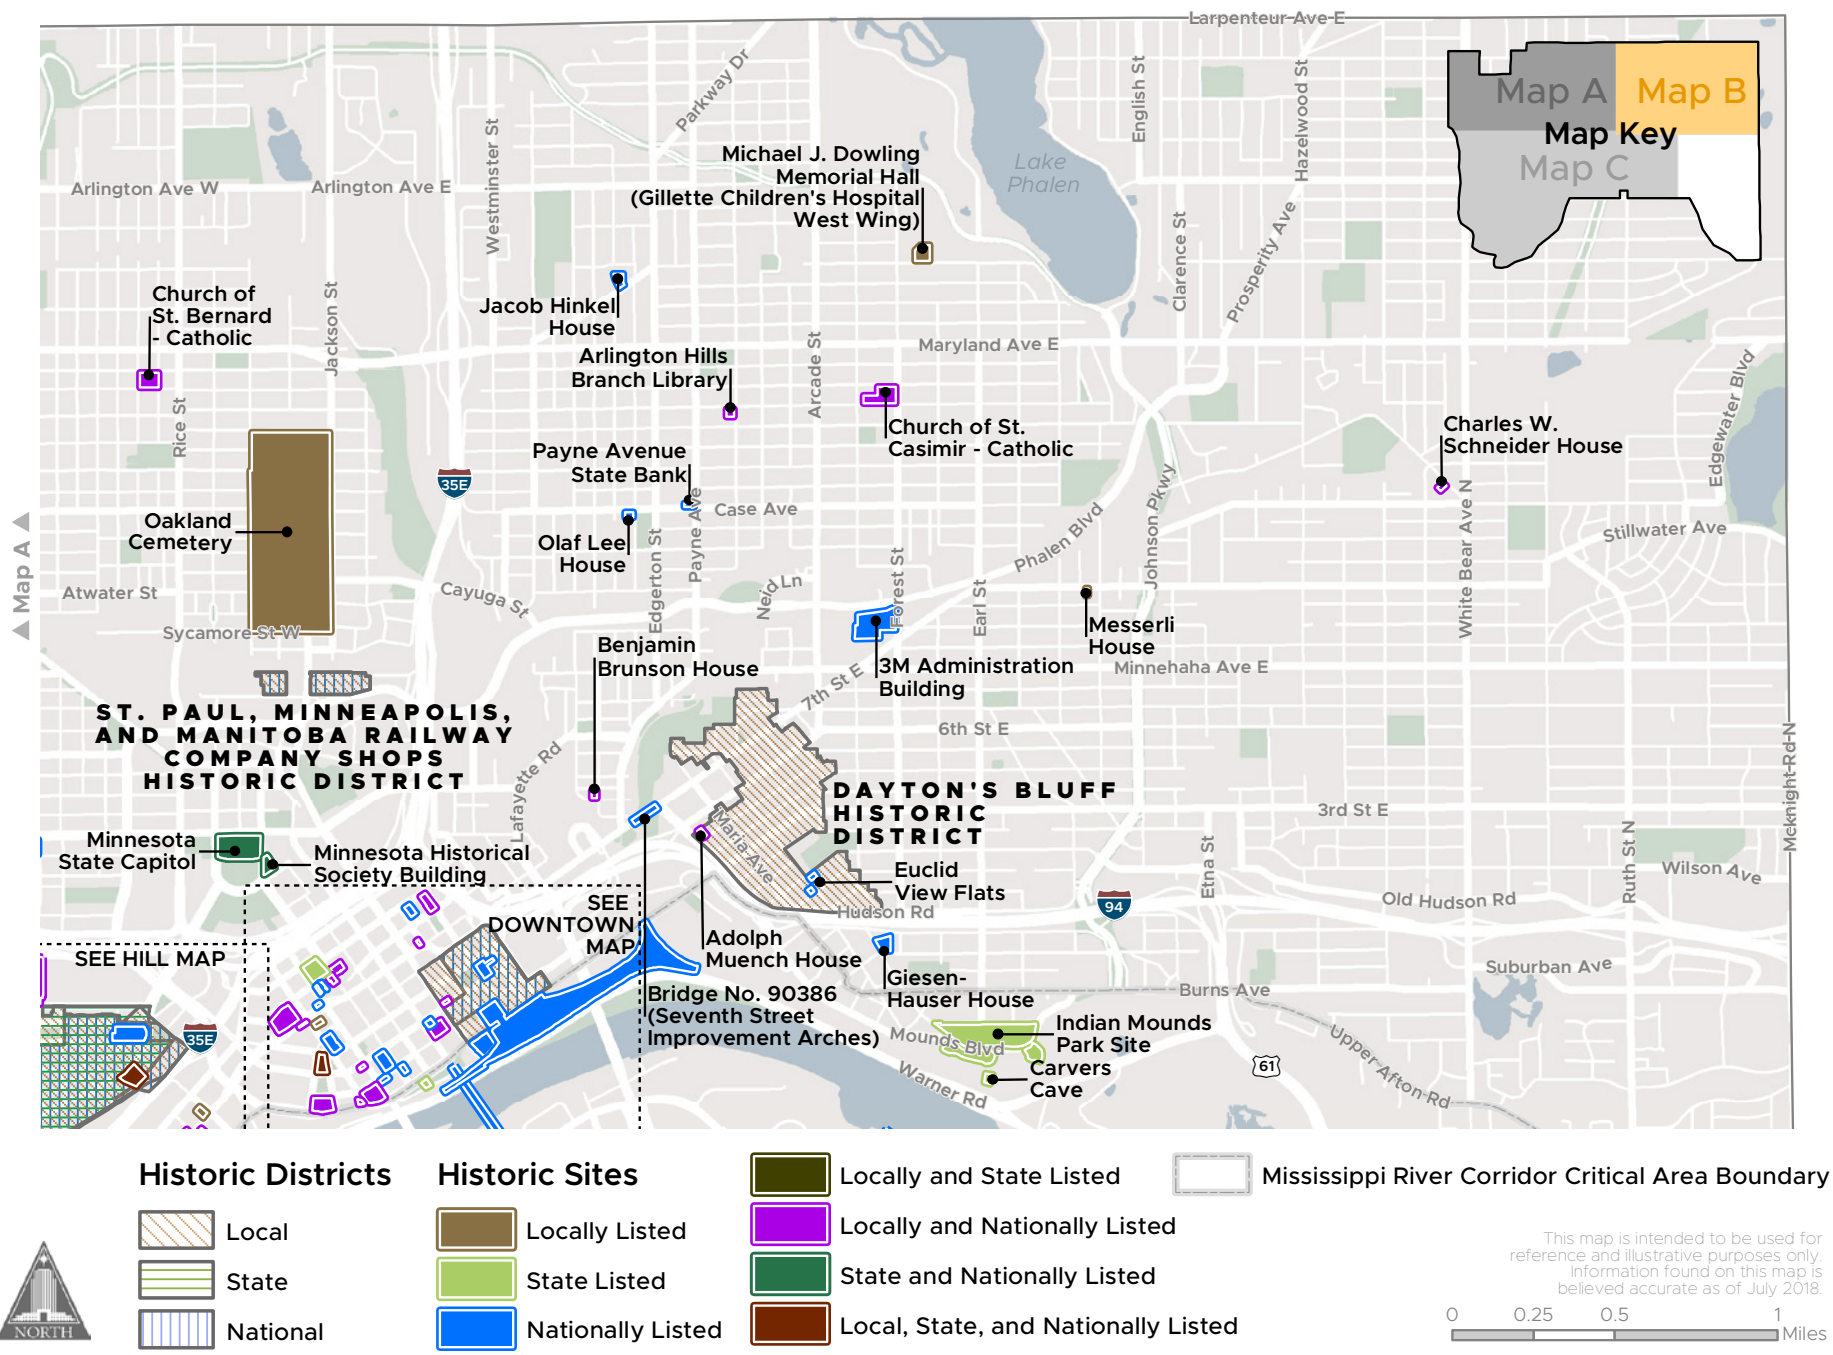 Larpenteur Ave E
Parkway Dr
English St
Hazelwood St
Map A
Map B
Map Key
Map C
Westminster St
Michael J. Dowling
Memorial Hall
(Gillette Children's Hospital
West Wing)
Lake
Phalen
Arlington Ave W
Arlington Ave E
Clarence St
Prosperity Ave
Church of
St. Bernard
- Catholic
Jackson St
Jacob Hinkel
House
Arlington Hills
Branch Library
Arcade St
Maryland Ave E
Edgewater Blvd
Rice St
Church of St.
Casimir - Catholic
Charles W.
Schneider House
Payne Avenue
State Bank
35E
Payne Ave
Case Ave
Oakland
Cemetery
Olaf Lee
House
Edgerton St
Phalen Blvd
Johnson Pkwy
White Bear Ave N
Stillwater Ave
▲ Map A ▲
Atwater St
Cayuga St
Neid Ln
Forest St
Earl St
Sycamore St W
Messerli
House
Benjamin
Brunson House
3M Administration
Building
Minnehaha Ave E
7th St E
ST. PAUL, MINNEAPOLIS,
AND MANITOBA RAILWAY
COMPANY SHOPS
HISTORIC DISTRICT
6th St E
Mcknight Rd N
Lafayette Rd
DAYTON'S BLUFF
HISTORIC
DISTRICT
3rd St E
Maria Ave
Minnesota
State Capitol
Minnesota Historical
Society Building
Euclid
View Flats
Etna St
Ruth St N
Wilson Ave
Hudson Rd
94
Old Hudson Rd
SEE
DOWNTOWN
MAP
SEE HILL MAP
Adolph
Muench House
Giesen-
Hauser House
Suburban Ave
Burns Ave
Bridge No. 90386
(Seventh Street
Improvement Arches)
35E
Mounds Blvd
Indian Mounds
Park Site
Carvers
Cave
Warner Rd
61
Upper Afton Rd
Historic Districts
Local
State
National
Historic Sites
Locally Listed
State Listed
Nationally Listed
Locally and State Listed
Locally and Nationally Listed
State and Nationally Listed
Local, State, and Nationally Listed
Mississippi River Corridor Critical Area Boundary
This map is intended to be used for
reference and illustrative purposes only.
Information found on this map is
believed accurate as of July 2018.
0 0.25 0.5 1
Miles
NORTH